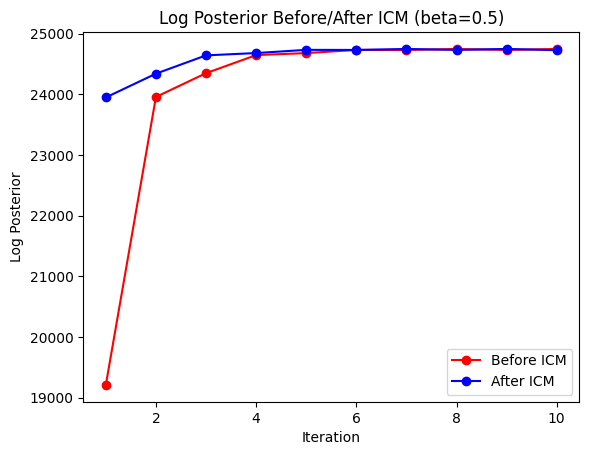 Log Posterior Before/After ICM (beta=0.5)
25000
24000
23000
22000
21000
20000
19000
Log Posterior
2 4 6 8 10
Iteration
Before ICM
After ICM